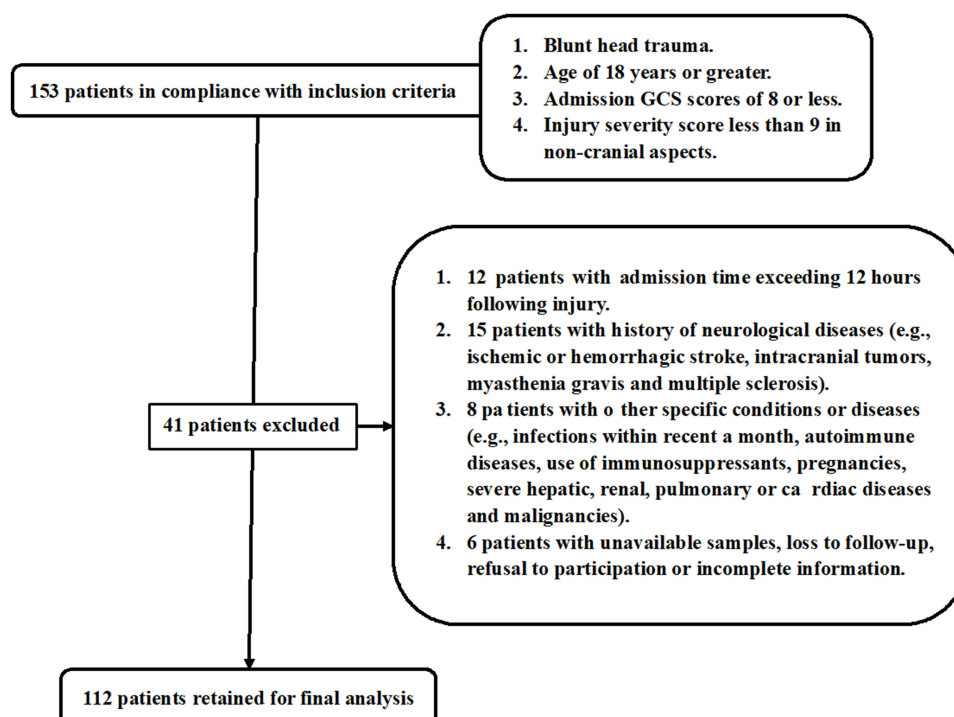 153 patients in compliance with inclusion criteria
1. Blunt head trauma.
2. Age of 18 years or greater.
3. Admission GCS scores of 8 or less.
4. Injury severity score less than 9 in
non-cranial aspects.
1. 12 patients with admission time exceeding 12 hours
following injury.
2. 15 patients with history of neurological diseases (e.g.,
ischemic or hemorrhagic stroke, intracranial tumors,
myasthenia gravis and multiple sclerosis).
3. 8 pa tients with o ther specific conditions or diseases
(e.g., infections within recent a month, autoimmune
diseases, use of immunosuppressants, pregnancies,
severe hepatic, renal, pulmonary or ca rdiac diseases
and malignancies).
4. 6 patients with unavailable samples, loss to follow-up,
refusal to participation or incomplete information.
41 patients excluded
112 patients retained for final analysis